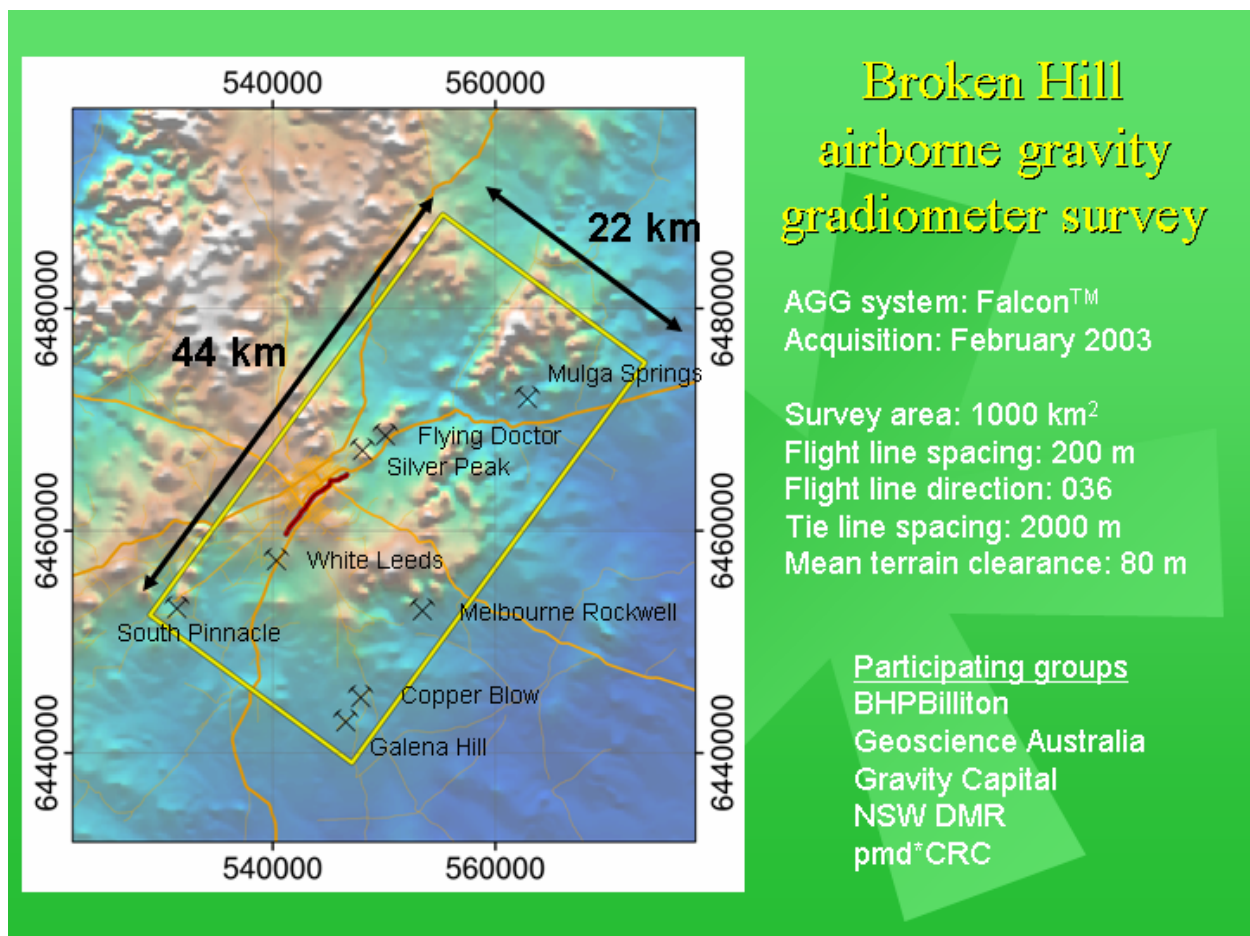 Broken Hill
airborne gravity
gradiometer survey
540000
560000
22 km
44 km
6480000
6480000
Mulga Springs
Flying Doctor
Silver Peak
6460000
6460000
White Leeds
Melbourne Rockwell
South Pinnacle
Copper Blow
Galena Hill
6440000
6440000
540000
560000
AGG system: Falcon™
Acquisition: February 2003
Survey area: 1000 km²
Flight line spacing: 200 m
Flight line direction: 036
Tie line spacing: 2000 m
Mean terrain clearance: 80 m
Participating groups
BHPBilliton
Geoscience Australia
Gravity Capital
NSW DMR
pmd*CRC